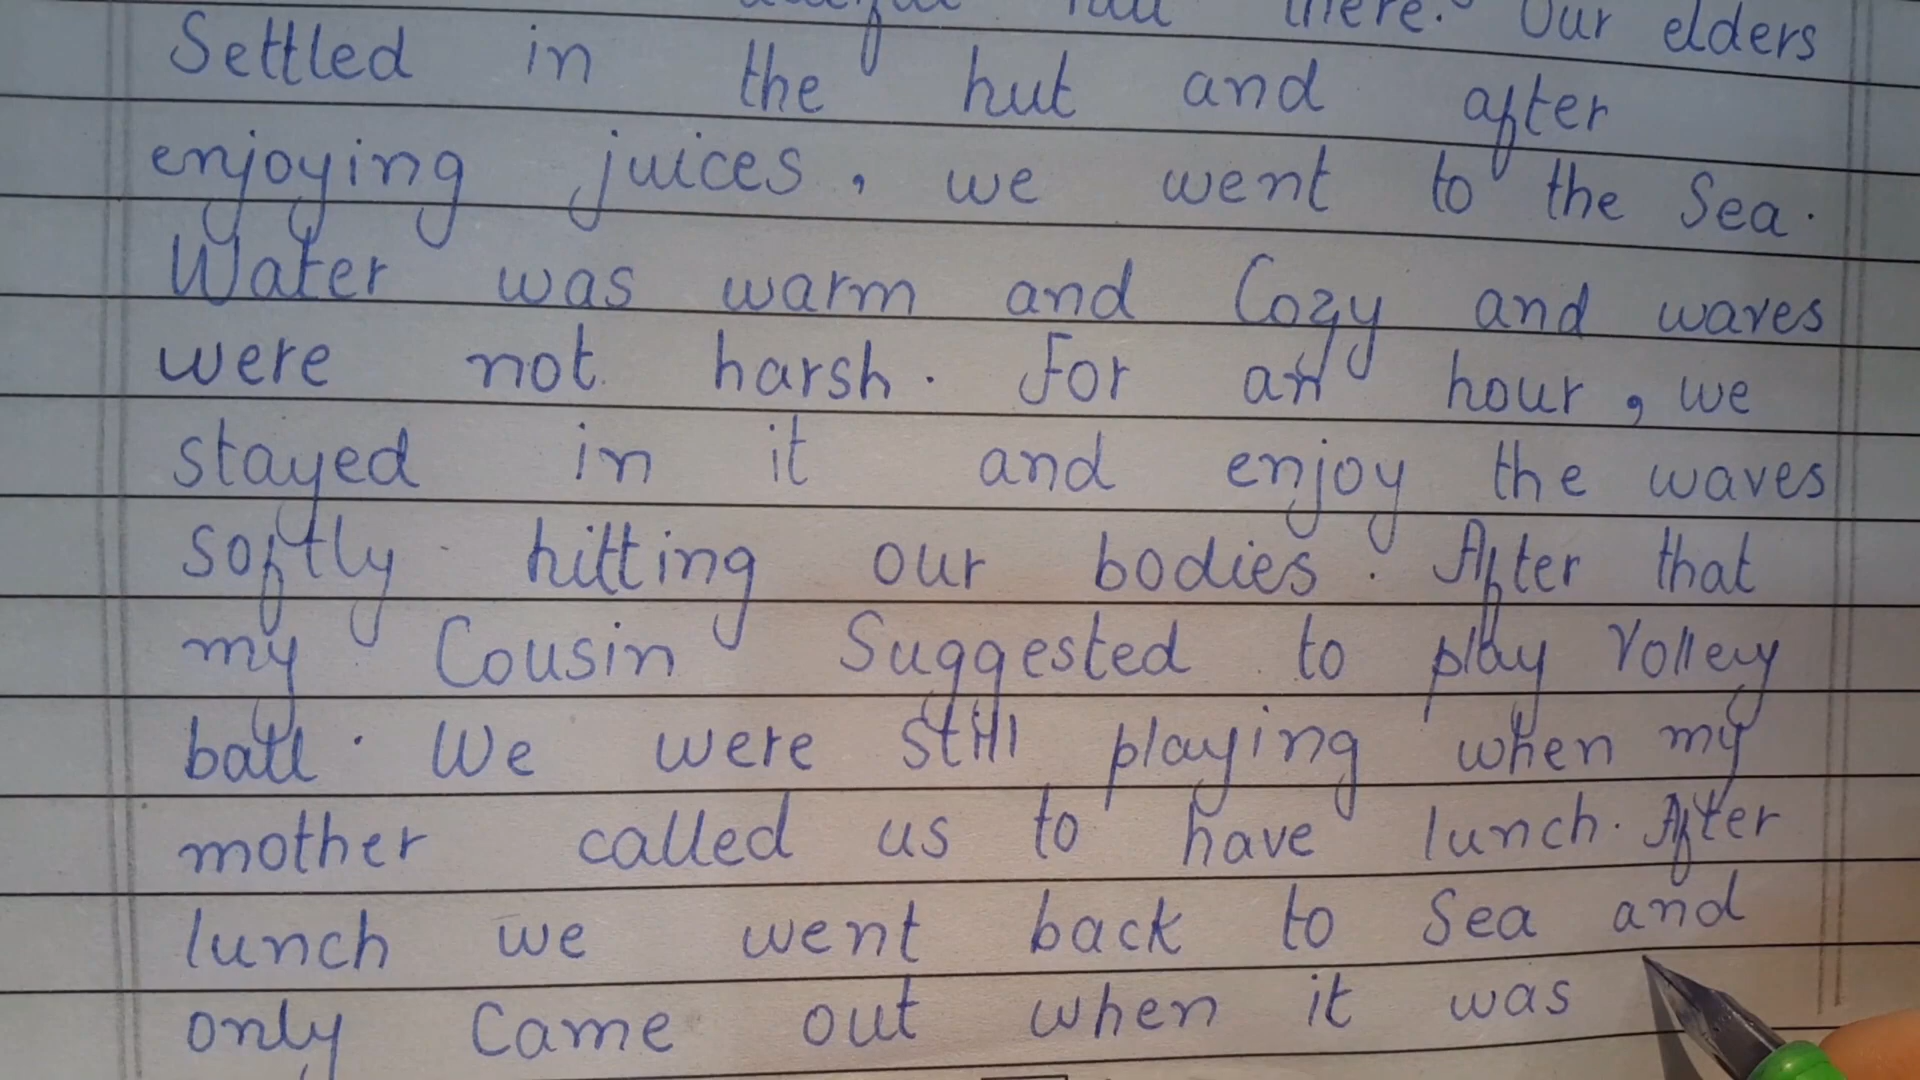 there. Our elders
Settled in the hut and after
enjoying juices, we went to the Sea.
Water was warm and Cozy and waves
were not harsh. For an hour, we
stayed in it and enjoy the waves
softly hitting our bodies. After that
my Cousin Suggested to play Volley
ball. We were still playing when my
mother called us to have lunch. After
lunch we went back to Sea and
only Came out when it was